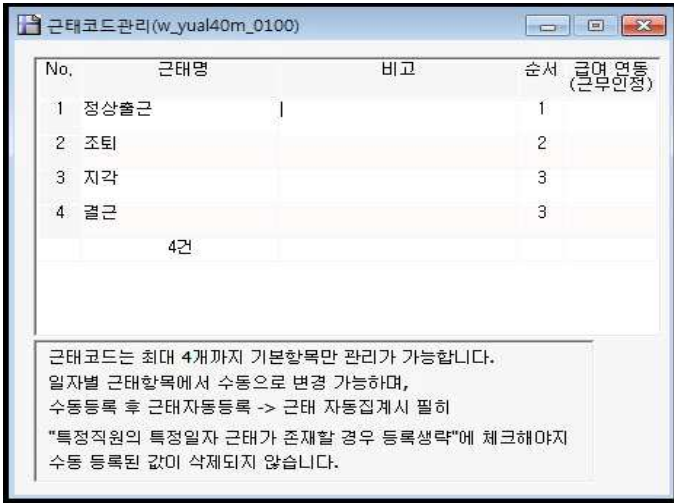 근태코드관리(w_yual40m_0100)
No. 근태명 비고 순서 급여 연동
(근무인정)
1 정상출근 1
2 조퇴 2
3 지각 3
4 결근 3
4건
근태코드는 최대 4개까지 기본항목만 관리가 가능합니다.
일자별 근태항목에서 수동으로 변경 가능하며,
수동등록 후 근태자동등록 -> 근태 자동집계시 필히
"특정직원의 특정일자 근태가 존재할 경우 등록생략"에 체크해야지
수동 등록된 값이 삭제되지 않습니다.